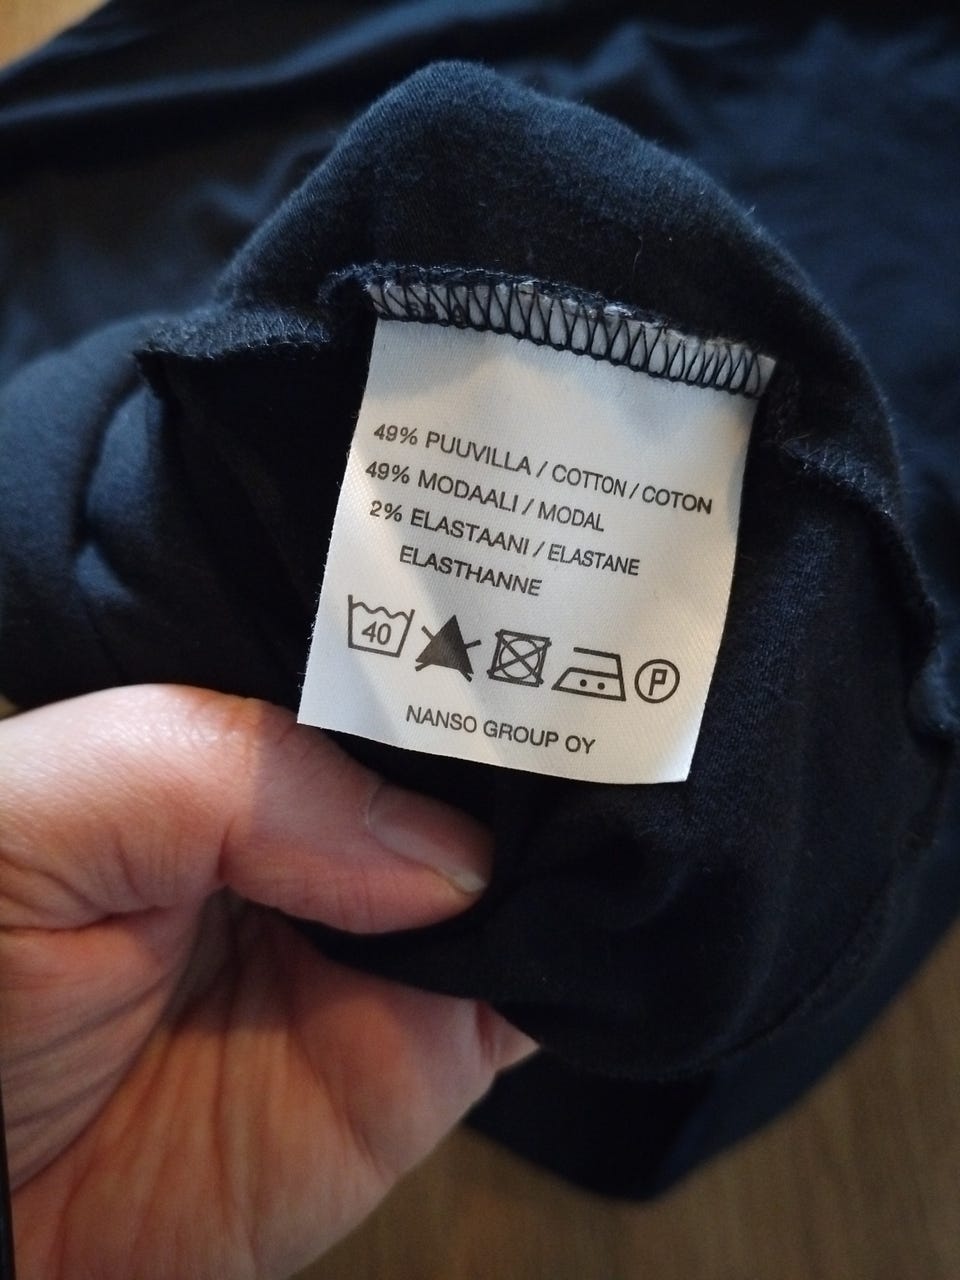 49% PUUVILLA / COTTON / COTON
49% MODAALI / MODAL
2% ELASTAANI / ELASTANE
ELASTHANNE
40 P
NANSO GROUP OY